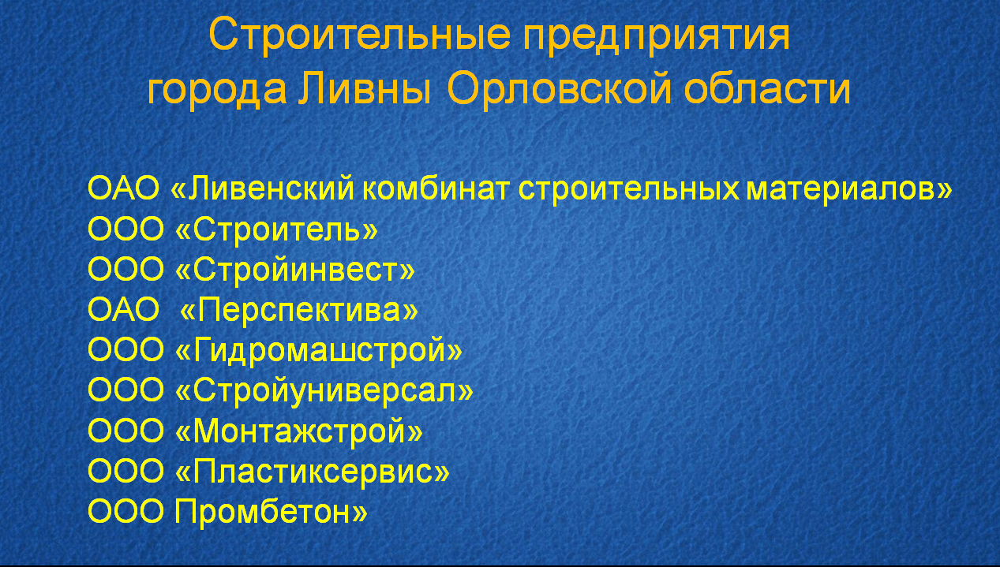 Строительные предприятия
города Ливны Орловской области
ОАО «Ливенский комбинат строительных материалов»
ООО «Строитель»
ООО «Стройинвест»
ОАО «Перспектива»
ООО «Гидромашстрой»
ООО «Стройуниверсал»
ООО «Монтажстрой»
ООО «Пластиксервис»
ООО Промбетон»